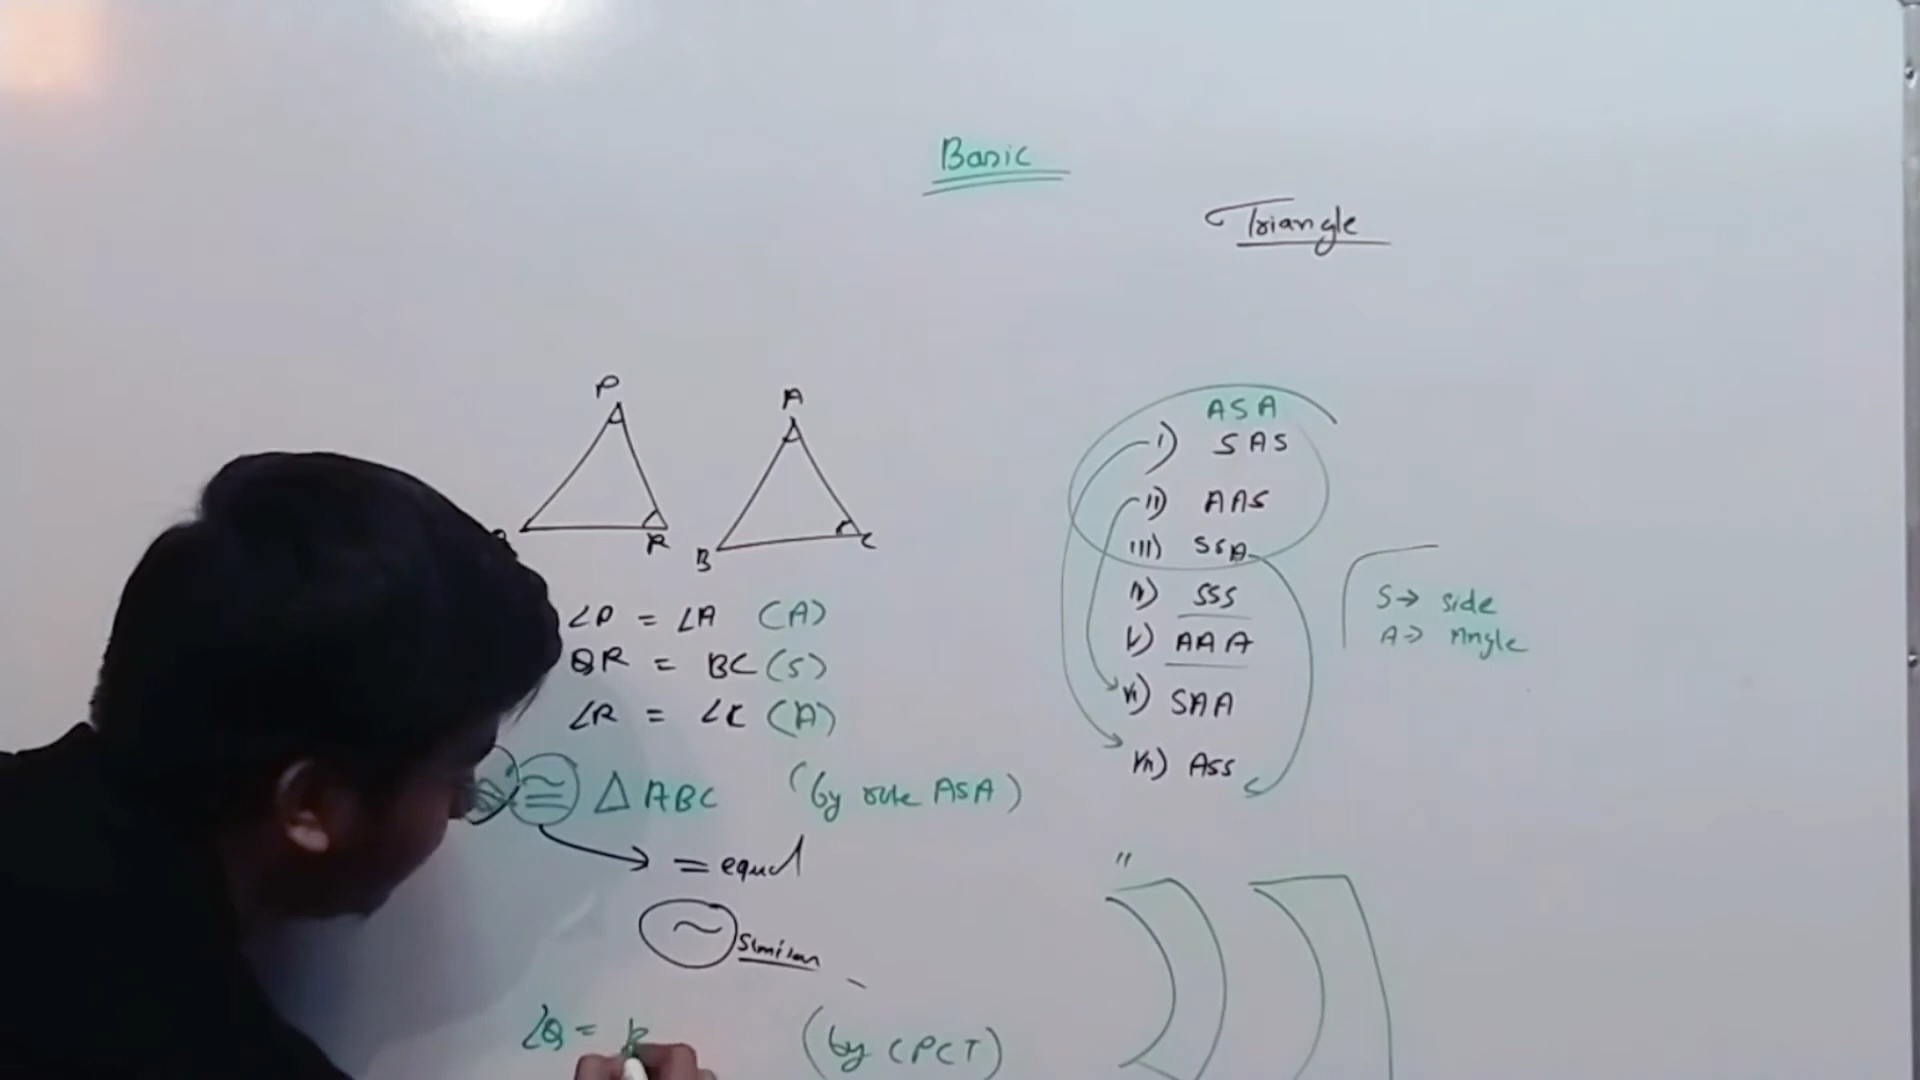 Basic
Triangle
P
A
R
B
C
∠P = ∠A (A)
QR = BC (S)
∠R = ∠C (A)
≅ △ ABC (by rule ASA)
= equal
~ Similar
∠Q =
(by CPCT)
ASA
i) SAS
ii) AAS
iii) SSA
iv) SSS
v) AAA
vi) SAA
vii) ASS
S → side
A → Angle
"